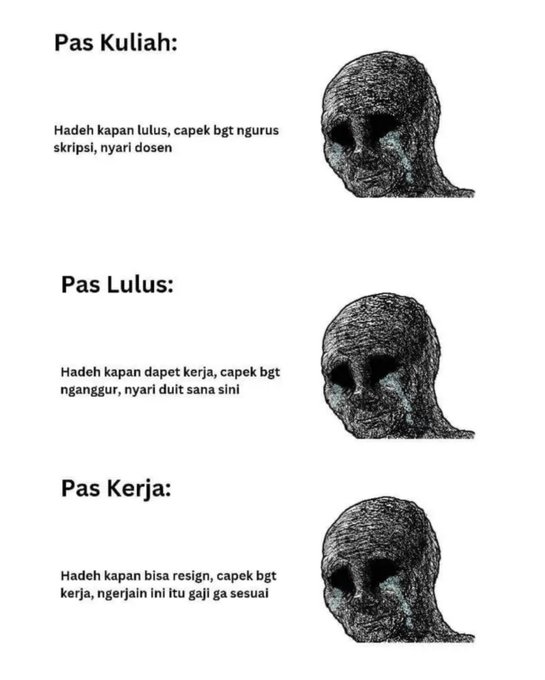 Pas Kuliah:
Hadeh kapan lulus, capek bgt ngurus
skripsi, nyari dosen
Pas Lulus:
Hadeh kapan dapet kerja, capek bgt
nganggur, nyari duit sana sini
Pas Kerja:
Hadeh kapan bisa resign, capek bgt
kerja, ngerjain ini itu gaji ga sesuai